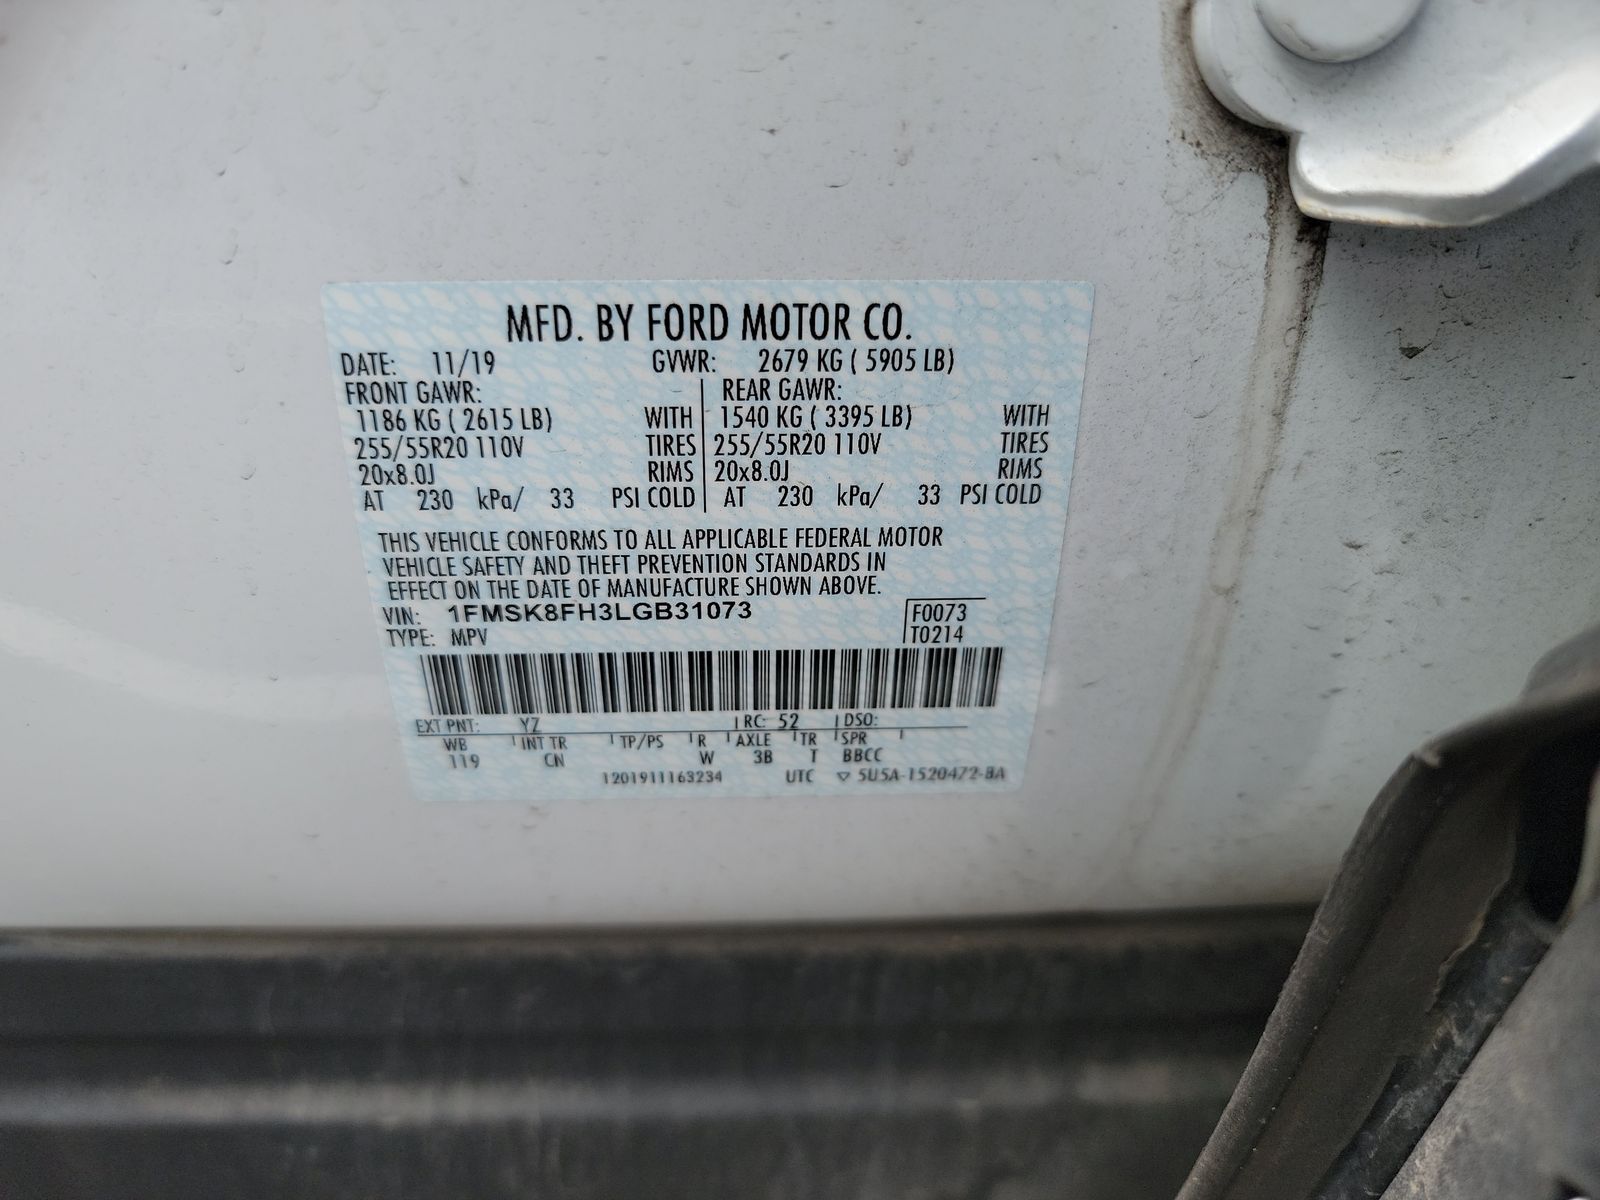 MFD. BY FORD MOTOR CO.
DATE: 11/19 GVWR: 2679 KG ( 5905 LB)
FRONT GAWR: REAR GAWR:
1186 KG ( 2615 LB) WITH 1540 KG ( 3395 LB) WITH
255/55R20 110V TIRES 255/55R20 110V TIRES
20x8.0J RIMS 20x8.0J RIMS
AT 230 kPa/ 33 PSI COLD AT 230 kPa/ 33 PSI COLD
THIS VEHICLE CONFORMS TO ALL APPLICABLE FEDERAL MOTOR
VEHICLE SAFETY AND THEFT PREVENTION STANDARDS IN
EFFECT ON THE DATE OF MANUFACTURE SHOWN ABOVE.
VIN: 1FMSK8FH3LGB31073 F0073
TYPE: MPV T0214
EXT PNT: YZ RC: 52 DSO:
WB INT TR TP/PS R AXLE TR SPR
119 CN W 3B T BBCC
1201911163234 UTC ▽ 5U5A-1520472-BA